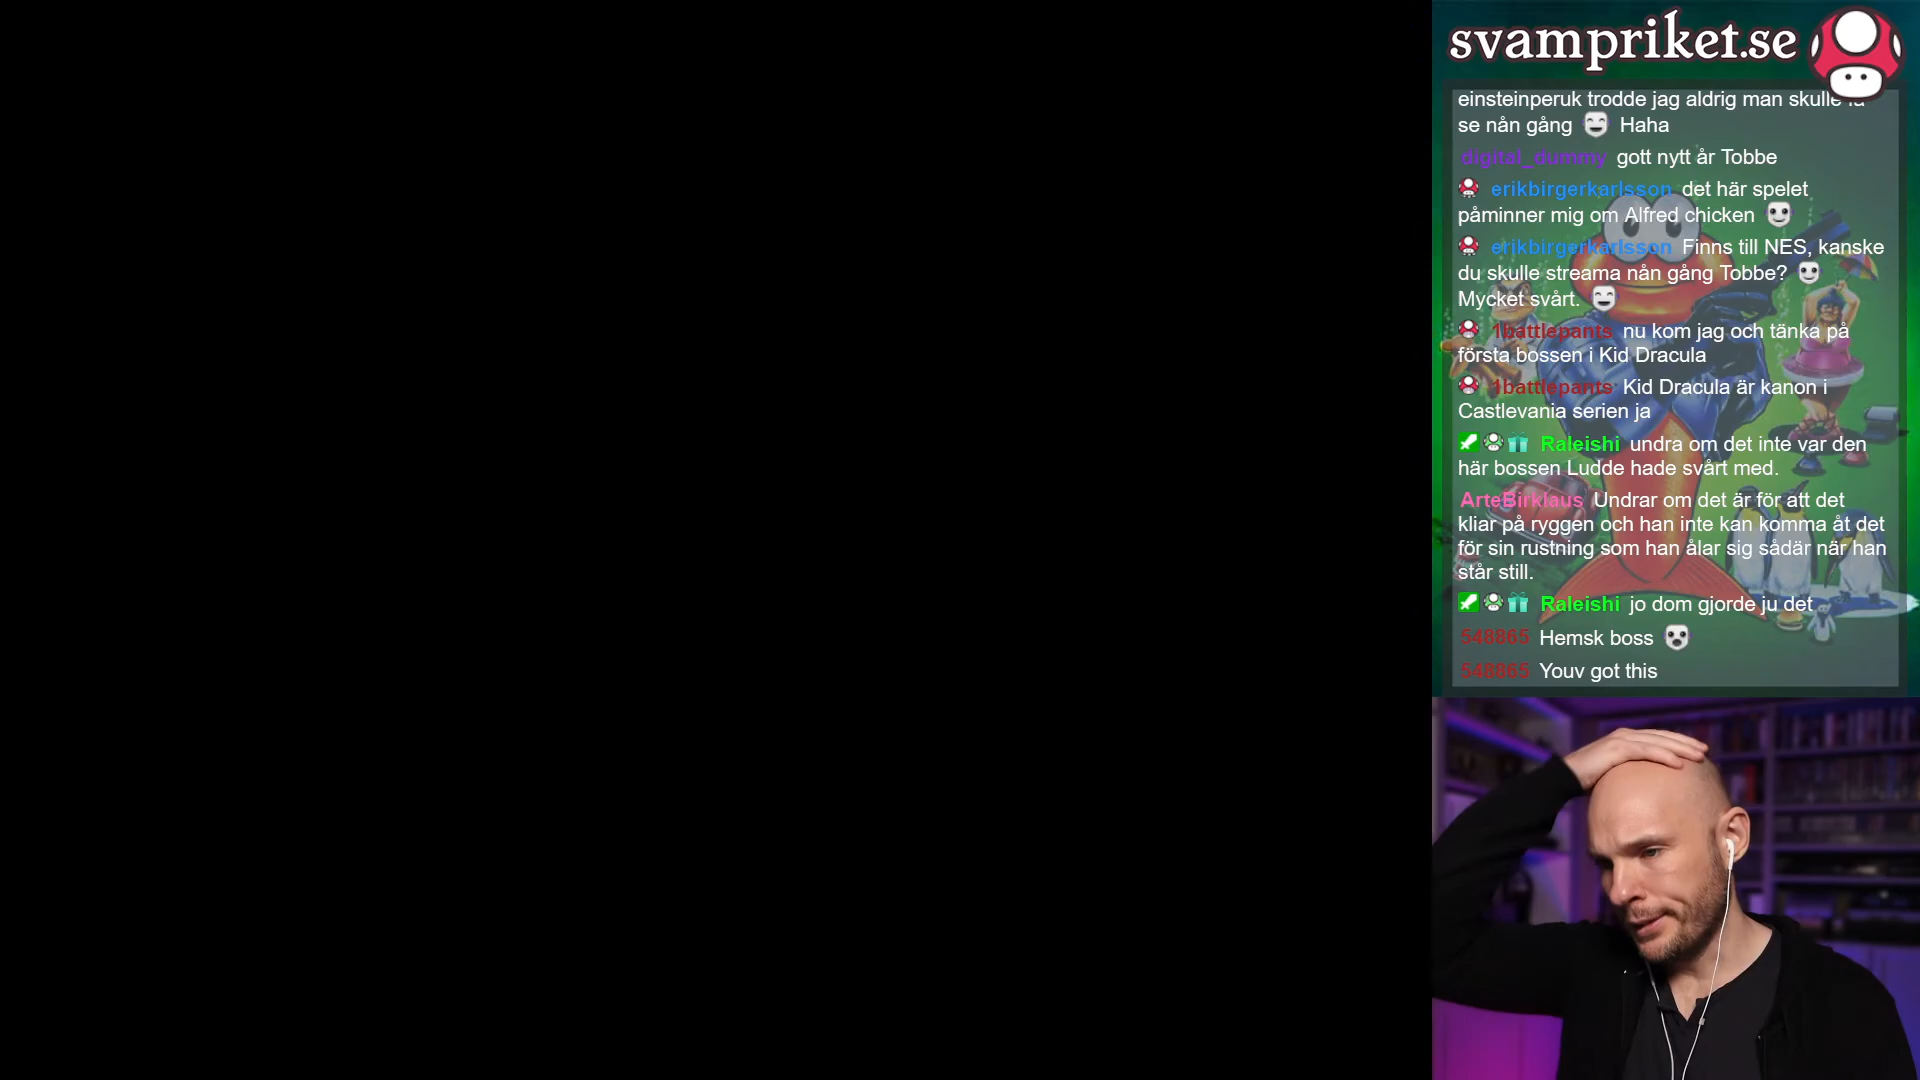 svampriket.se
einsteinperuk trodde jag aldrig man skulle
se nån gång Haha
digital_dummy gott nytt år Tobbe
erikbirgerkarlsson det här spelet
påminner mig om Alfred chicken
erikbirgerkarlsson Finns till NES, kanske
du skulle streama nån gång Tobbe?
Mycket svårt.
1battlepants nu kom jag och tänka på
första bossen i Kid Dracula
1battlepants Kid Dracula är kanon i
Castlevania serien ja
Raleishi undra om det inte var den
här bossen Ludde hade svårt med.
ArteBirklaus Undrar om det är för att det
kliar på ryggen och han inte kan komma åt det
för sin rustning som han ålar sig sådär när han
står still.
Raleishi jo dom gjorde ju det
548865 Hemsk boss
548865 Youv got this